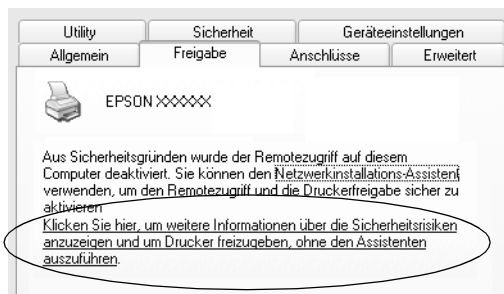 Utility Sicherheit Geräteeinstellungen
Allgemein Freigabe Anschlüsse Erweitert
EPSON XXXXXX
Aus Sicherheitsgründen wurde der Remotezugriff auf diesem
Computer deaktiviert. Sie können den Netzwerkinstallations-Assistent
verwenden, um den Remotezugriff und die Druckerfreigabe sicher zu
aktivieren
Klicken Sie hier, um weitere Informationen über die Sicherheitsrisiken
anzuzeigen und um Drucker freizugeben, ohne den Assistenten
auszuführen.